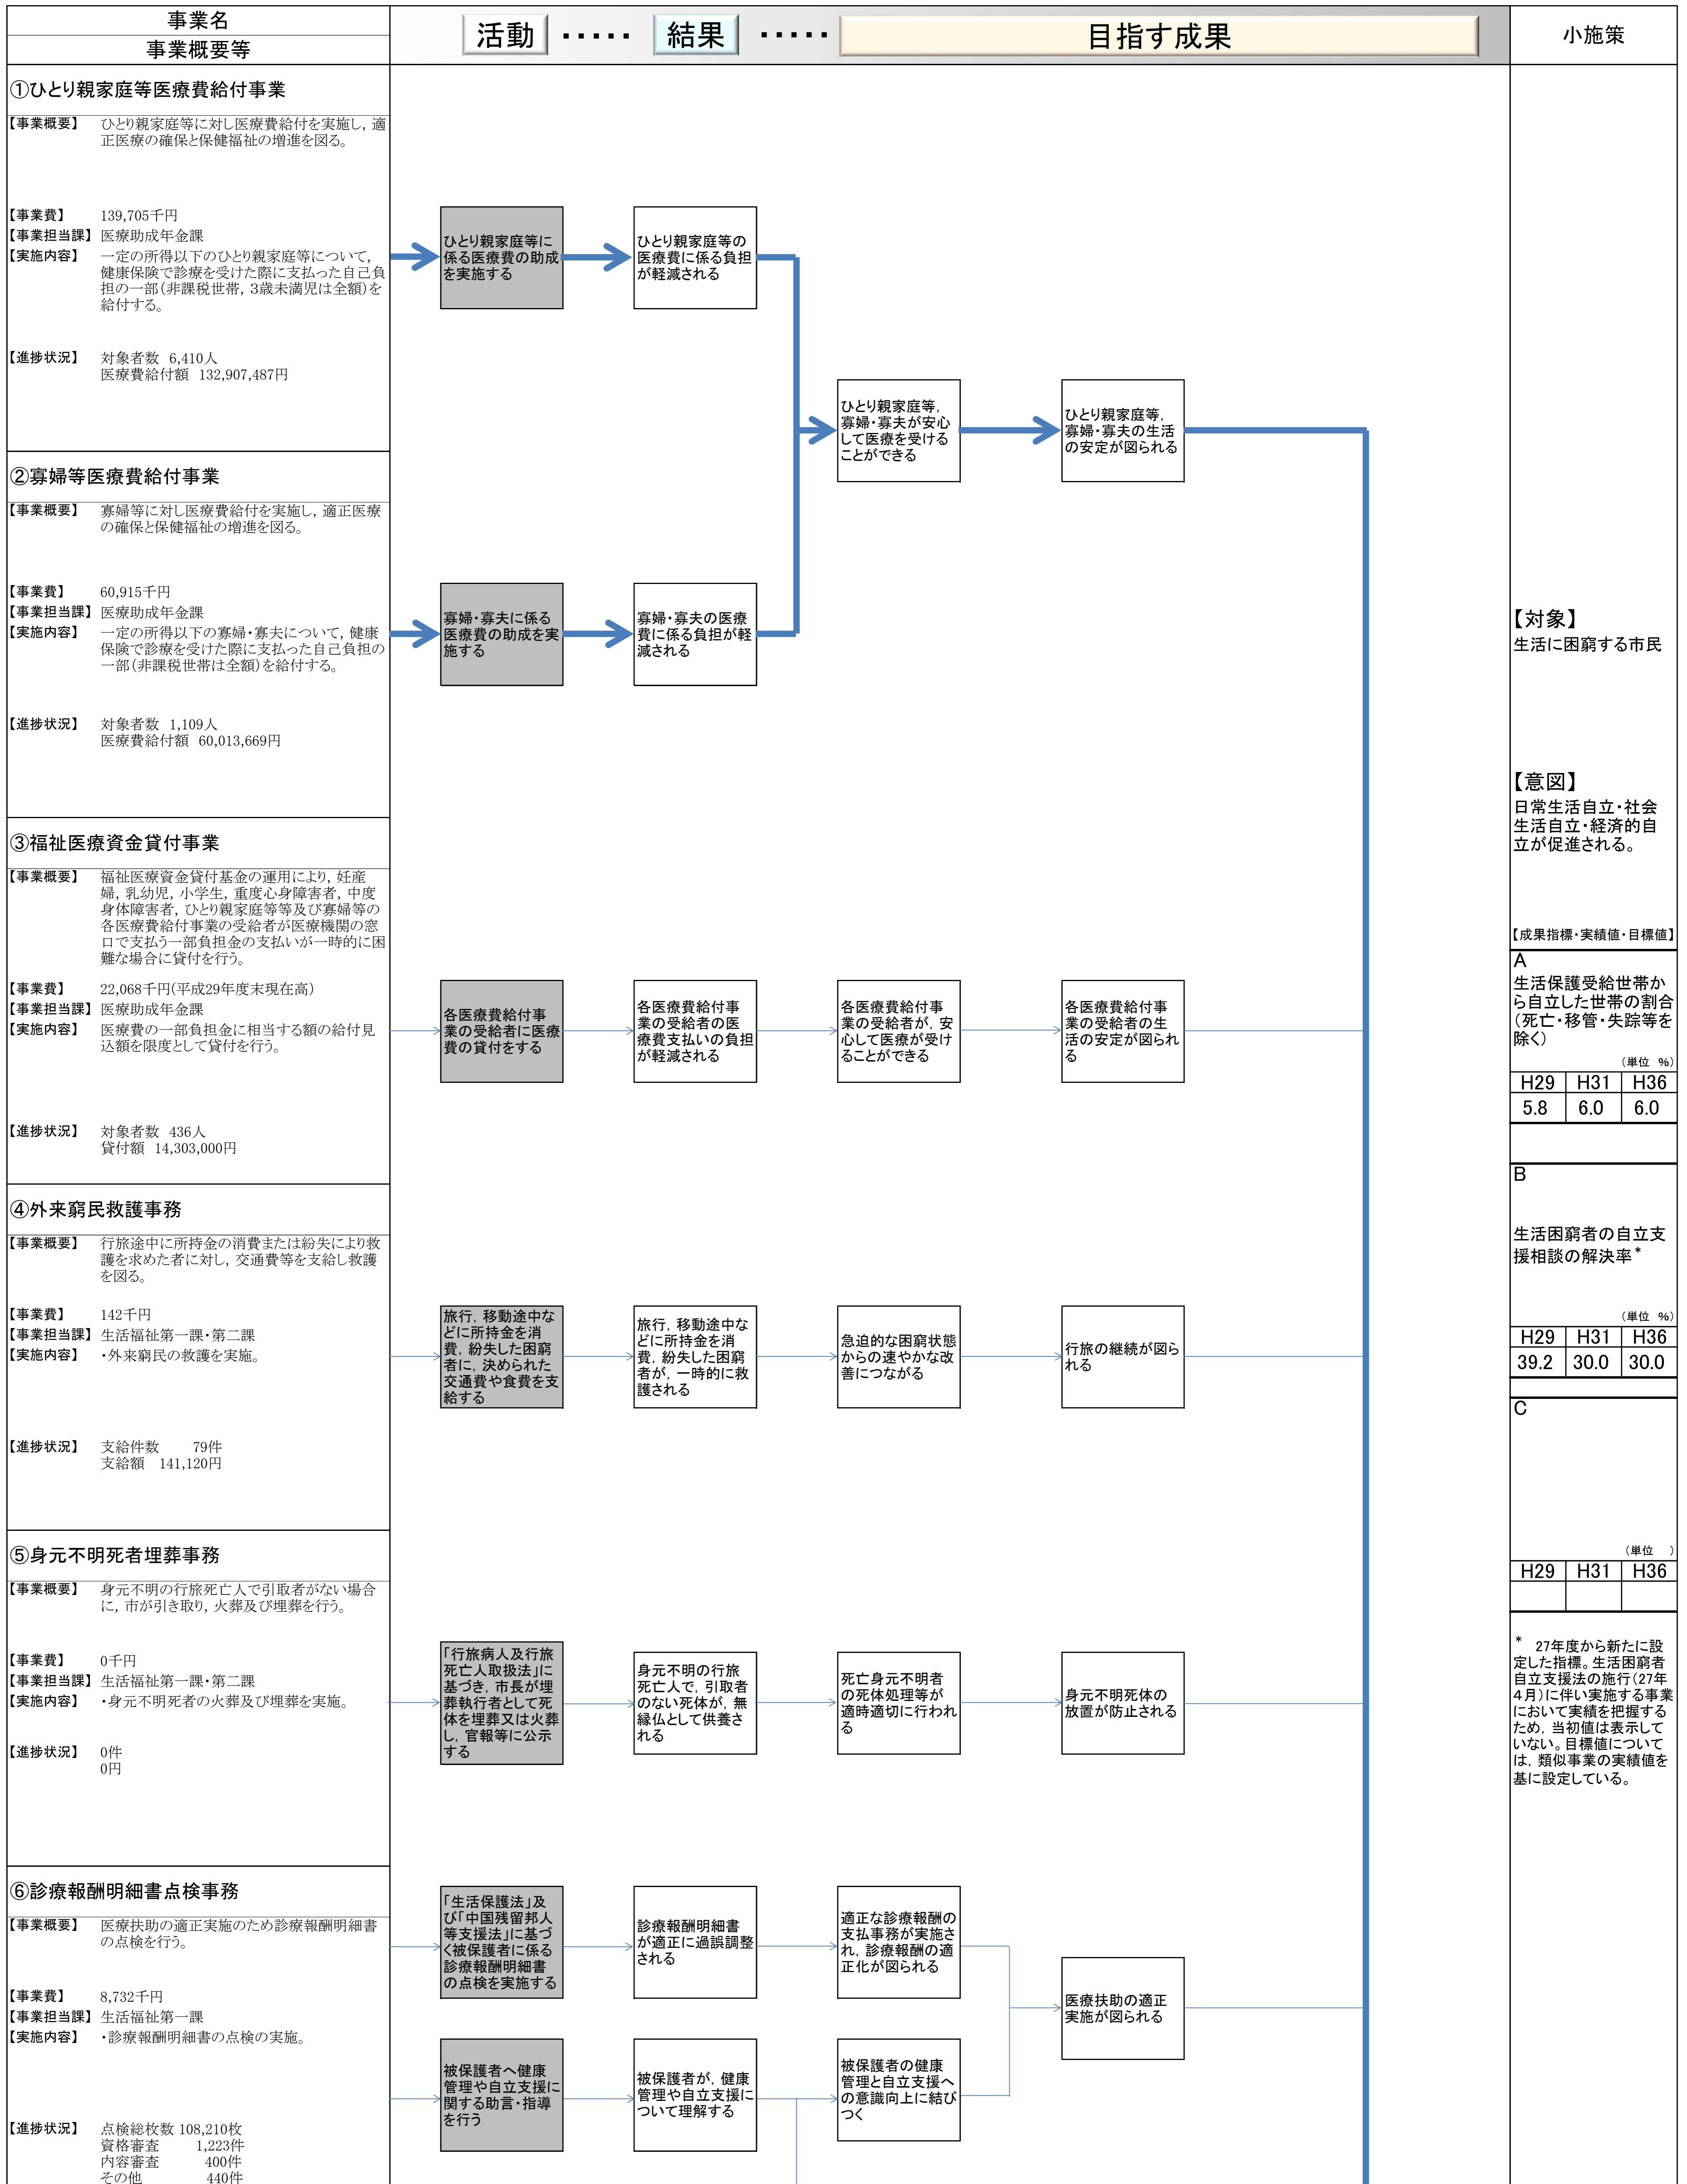 事業名
事業概要等
活動 ・・・・・ 結果 ・・・・・ 目指す成果
小施策
①ひとり親家庭等医療費給付事業
【事業概要】 ひとり親家庭等に対し医療費給付を実施し，適
正医療の確保と保健福祉の増進を図る。
【事業費】 139,705千円
【事業担当課】 医療助成年金課
【実施内容】 一定の所得以下のひとり親家庭等について，
健康保険で診療を受けた際に支払った自己負
担の一部（非課税世帯，3歳未満児は全額）を
給付する。
【進捗状況】 対象者数 6,410人
医療費給付額 132,907,487円
ひとり親家庭等に
係る医療費の助成
を実施する
ひとり親家庭等の
医療費に係る負担
が軽減される
ひとり親家庭等，
寡婦・寡夫が安心
して医療を受ける
ことができる
ひとり親家庭等，
寡婦・寡夫の生活
の安定が図られる
②寡婦等医療費給付事業
【事業概要】 寡婦等に対し医療費給付を実施し，適正医療
の確保と保健福祉の増進を図る。
【事業費】 60,915千円
【事業担当課】 医療助成年金課
【実施内容】 一定の所得以下の寡婦・寡夫について，健康
保険で診療を受けた際に支払った自己負担の
一部（非課税世帯は全額）を給付する。
【進捗状況】 対象者数 1,109人
医療費給付額 60,013,669円
寡婦・寡夫に係る
医療費の助成を実
施する
寡婦・寡夫の医療
費に係る負担が軽
減される
③福祉医療資金貸付事業
【事業概要】 福祉医療資金貸付基金の運用により，妊産
婦，乳幼児，小学生，重度心身障害者，中度
身体障害者，ひとり親家庭等等及び寡婦等の
各医療費給付事業の受給者が医療機関の窓
口で支払う一部負担金の支払いが一時的に困
難な場合に貸付を行う。
【事業費】 22,068千円(平成29年度末現在高)
【事業担当課】 医療助成年金課
【実施内容】 医療費の一部負担金に相当する額の給付見
込額を限度として貸付を行う。
【進捗状況】 対象者数 436人
貸付額 14,303,000円
各医療費給付事
業の受給者に医療
費の貸付をする
各医療費給付事
業の受給者の医
療費支払いの負担
が軽減される
各医療費給付事
業の受給者が，安
心して医療が受け
ることができる
各医療費給付事
業の受給者の生
活の安定が図られ
る
④外来窮民救護事務
【事業概要】 行旅途中に所持金の消費または紛失により救
護を求めた者に対し，交通費等を支給し救護
を図る。
【事業費】 142千円
【事業担当課】 生活福祉第一課・第二課
【実施内容】 ・外来窮民の救護を実施。
【進捗状況】 支給件数 79件
支給額 141,120円
旅行，移動途中な
どに所持金を消
費，紛失した困窮
者に，決められた
交通費や食費を支
給する
旅行，移動途中な
どに所持金を消
費，紛失した困窮
者が，一時的に救
護される
急迫的な困窮状態
からの速やかな改
善につながる
行旅の継続が図ら
れる
⑤身元不明死者埋葬事務
【事業概要】 身元不明の行旅死亡人で引取者がない場合
に，市が引き取り，火葬及び埋葬を行う。
【事業費】 0千円
【事業担当課】 生活福祉第一課・第二課
【実施内容】 ・身元不明死者の火葬及び埋葬を実施。
【進捗状況】 0件
0円
「行旅病人及行旅
死亡人取扱法」に
基づき，市長が埋
葬執行者として死
体を埋葬又は火葬
し，官報等に公示
する
身元不明の行旅
死亡人で，引取者
のない死体が，無
縁仏として供養さ
れる
死亡身元不明者
の死体処理等が
適時適切に行われ
る
身元不明死体の
放置が防止される
⑥診療報酬明細書点検事務
【事業概要】 医療扶助の適正実施のため診療報酬明細書
の点検を行う。
【事業費】 8,732千円
【事業担当課】 生活福祉第一課
【実施内容】 ・診療報酬明細書の点検の実施。
【進捗状況】 点検総枚数 108,210枚
資格審査 1,223件
内容審査 400件
その他 440件
「生活保護法」及
び「中国残留邦人
等支援法」に基づ
く被保護者に係る
診療報酬明細書
の点検を実施する
診療報酬明細書
が適正に過誤調整
される
適正な診療報酬の
支払事務が実施さ
れ，診療報酬の適
正化が図られる
医療扶助の適正
実施が図られる
被保護者へ健康
管理や自立支援に
関する助言・指導
を行う
被保護者が，健康
管理や自立支援に
ついて理解する
被保護者の健康
管理と自立支援へ
の意識向上に結び
つく
【対象】
生活に困窮する市民
【意図】
日常生活自立・社会
生活自立・経済的自
立が促進される。
【成果指標・実績値・目標値】
A
生活保護受給世帯か
ら自立した世帯の割合
（死亡・移管・失踪等を
除く）
（単位 %）
H29 H31 H36
5.8 6.0 6.0
B
生活困窮者の自立支
援相談の解決率*
（単位 %）
H29 H31 H36
39.2 30.0 30.0
C
（単位 ）
H29 H31 H36
* 27年度から新たに設
定した指標。生活困窮者
自立支援法の施行（27年
4月）に伴い実施する事業
において実績を把握する
ため，当初値は表示して
いない。目標値について
は，類似事業の実績値を
基に設定している。